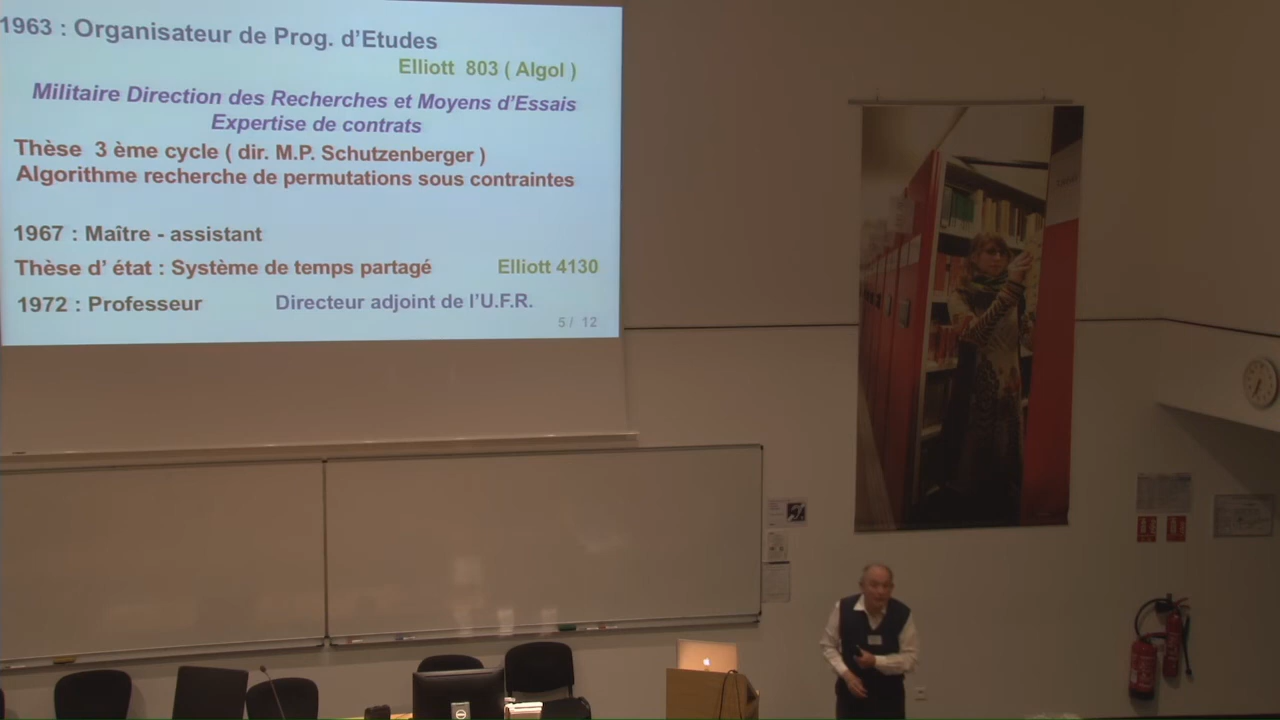 1963 : Organisateur de Prog. d'Etudes
Elliott 803 ( Algol )
Militaire Direction des Recherches et Moyens d'Essais
Expertise de contrats
Thèse 3 ème cycle ( dir. M.P. Schutzenberger )
Algorithme recherche de permutations sous contraintes
1967 : Maître - assistant
Thèse d' état : Système de temps partagé
Elliott 4130
1972 : Professeur
Directeur adjoint de l'U.F.R.
5 / 12